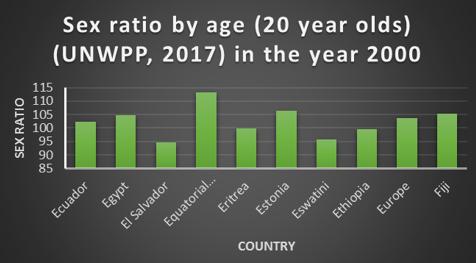 Sex ratio by age (20 year olds)
(UNWPP, 2017) in the year 2000
115
110
105
100
95
90
85
SEX RATIO
Ecuador
Egypt
El Salvador
Equatorial...
Eritrea
Estonia
Eswatini
Ethiopia
Europe
Fiji
COUNTRY